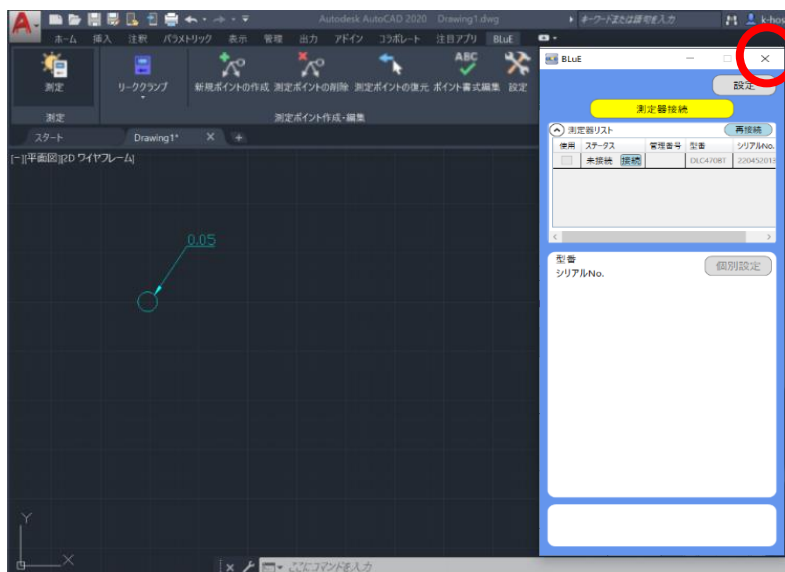 A Autodesk AutoCAD 2020 Drawing1.dwg キーワードまたは語句を入力 k-hos
ホーム 挿入 注釈 パラメトリック 表示 管理 出力 アドイン コラボレート 注目アプリ BLuE
測定 リーククランプ 新規ポイントの作成 測定ポイントの削除 測定ポイントの復元 ABC ポイント書式編集 設定
測定 測定ポイント作成・編集
スタート Drawing1* × +
[-][平面図][2D ワイヤフレーム]
0.05
Y
X
ここにコマンドを入力
BLuE
設定
測定器接続
測定器リスト 再接続
使用 ステータス 管理番号 型番 シリアルNo.
未接続 接続 DLC470BT
型番
シリアルNo.
個別設定